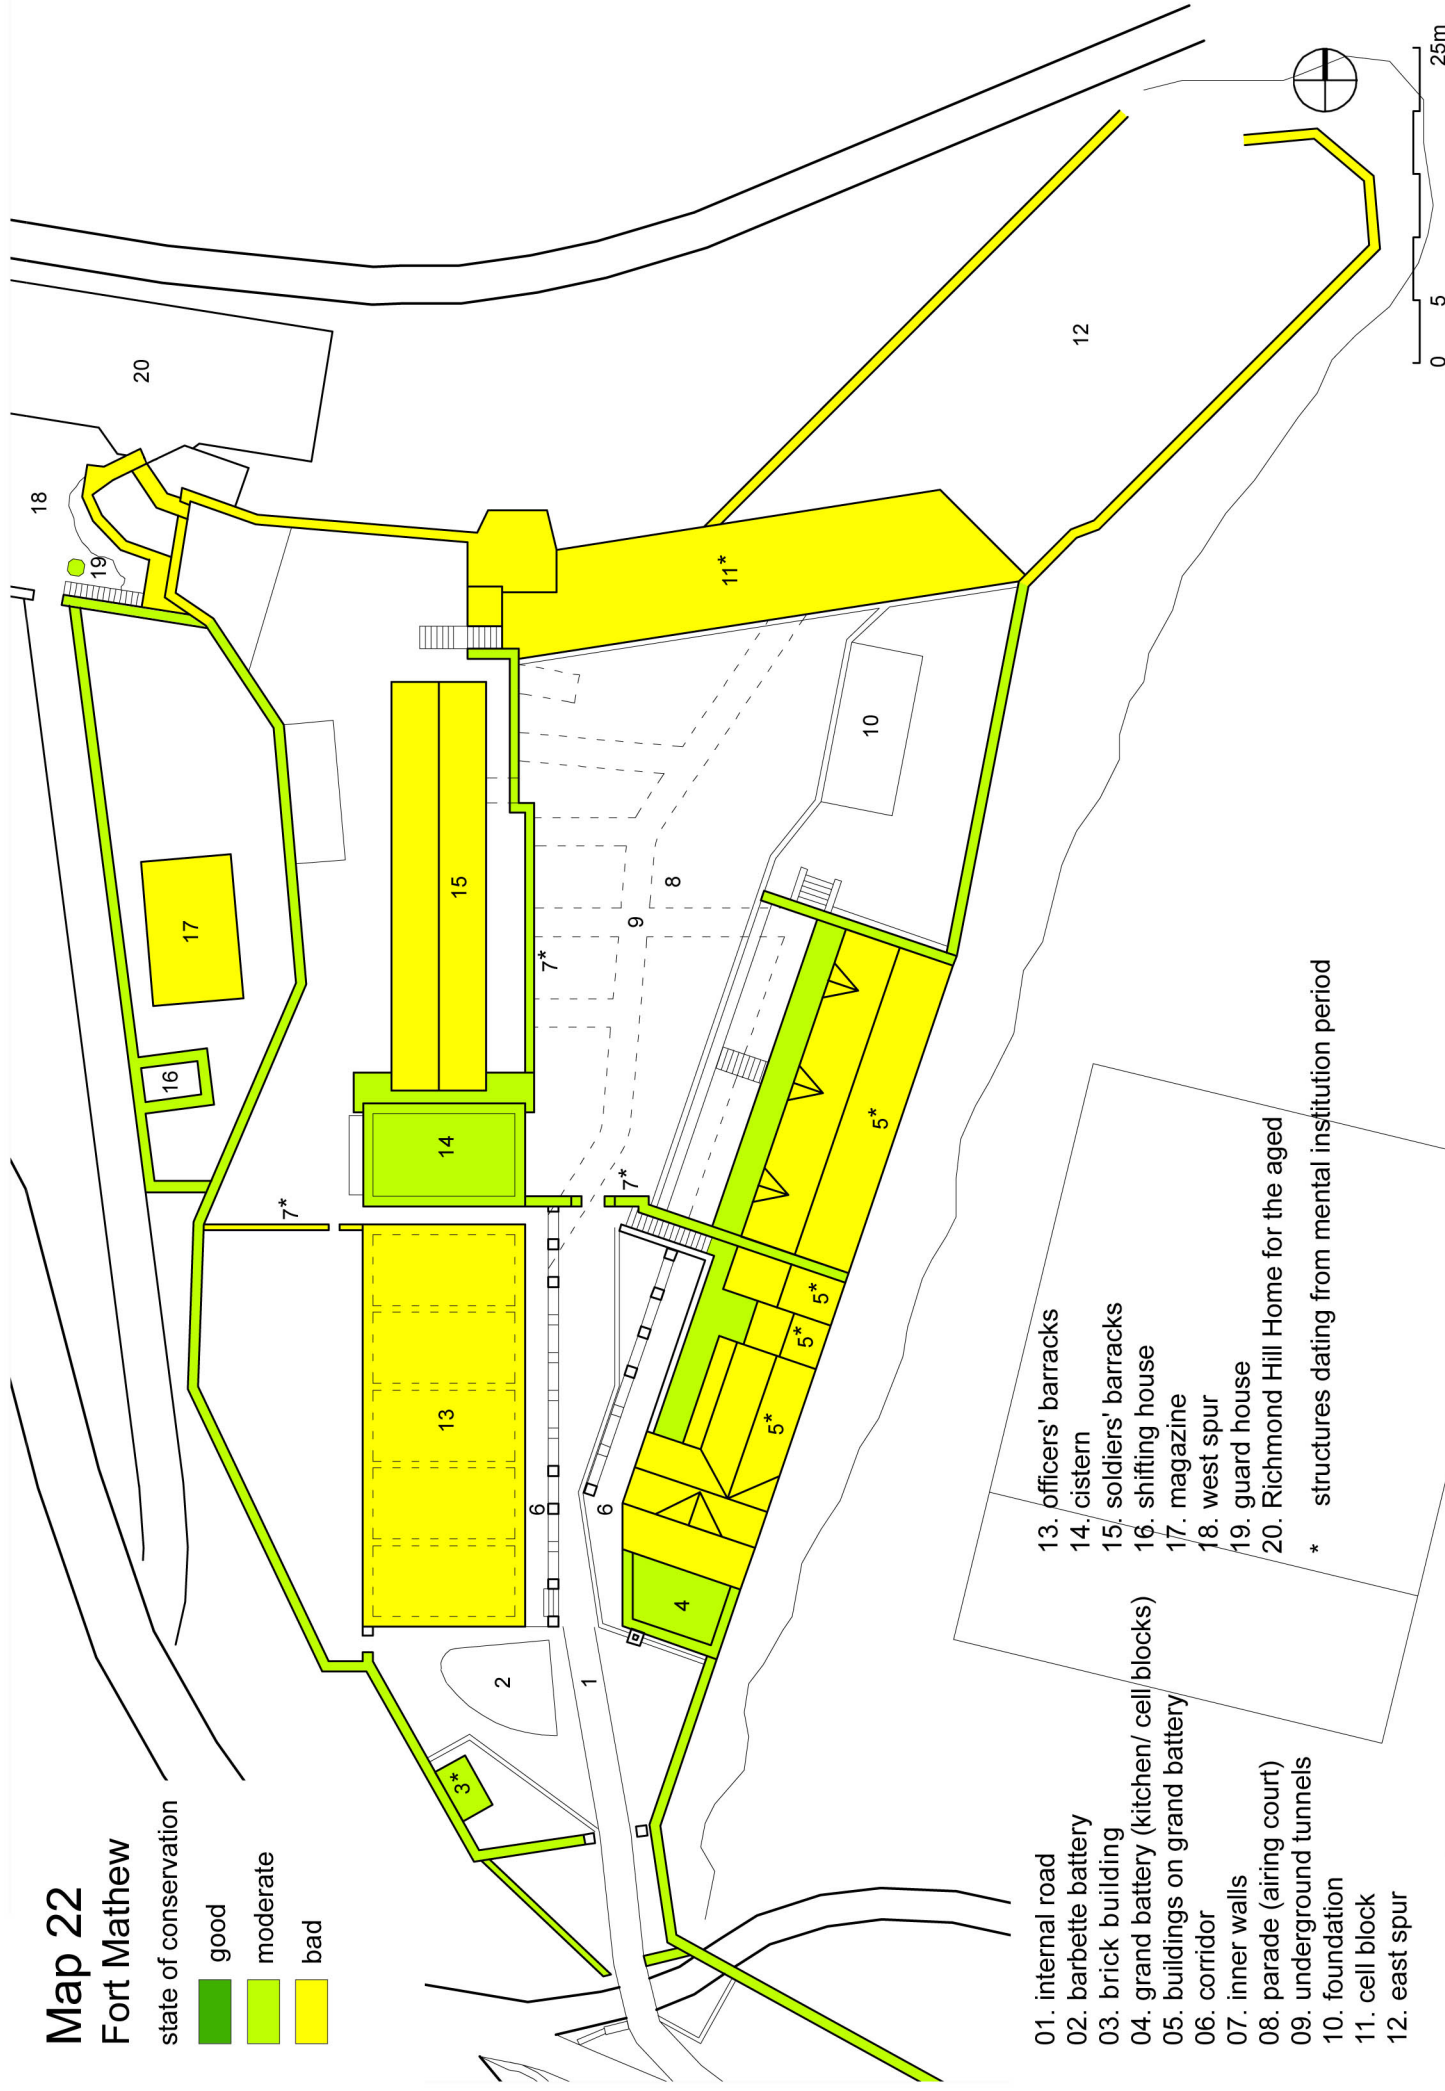 Map 22
Fort Mathew
state of conservation
good
moderate
bad
01. internal road
02. barbette battery
03. brick building
04. grand battery (kitchen/ cell blocks)
05. buildings on grand battery
06. corridor
07. inner walls
08. parade (airing court)
09. underground tunnels
10. foundation
11. cell block
12. east spur
13. officers' barracks
14. cistern
15. soldiers' barracks
16. shifting house
17. magazine
18. west spur
19. guard house
20. Richmond Hill Home for the aged
* structures dating from mental institution period
1
2
3*
4
5*
5*
5*
5*
6
6
7*
7*
7*
8
9
10
11*
12
13
14
15
16
17
18
19
20
0
5
25m